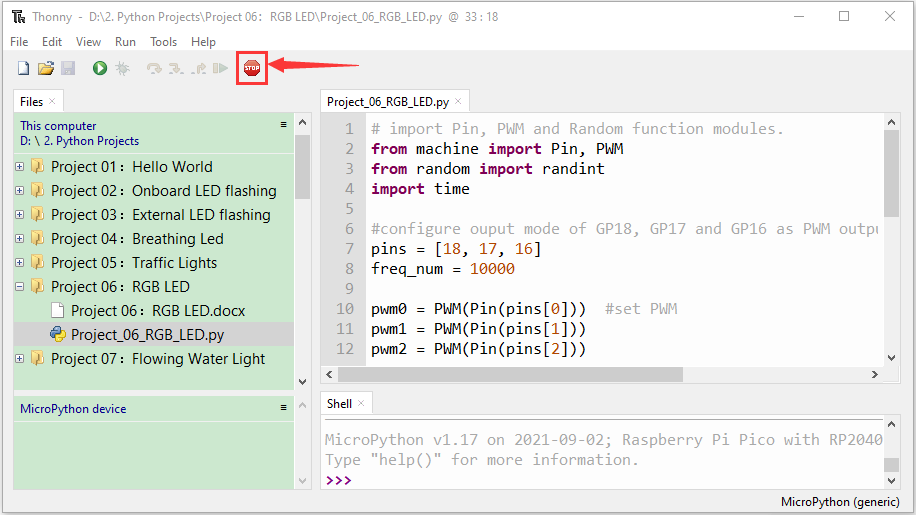 Thonny - D:\2. Python Projects\Project 06：RGB LED\Project_06_RGB_LED.py @ 33 : 18
File Edit View Run Tools Help
STOP
Files
This computer
D: \ 2. Python Projects
Project 01：Hello World
Project 02：Onboard LED flashing
Project 03：External LED flashing
Project 04：Breathing Led
Project 05：Traffic Lights
Project 06：RGB LED
Project 06：RGB LED.docx
Project_06_RGB_LED.py
Project 07：Flowing Water Light
MicroPython device
Project_06_RGB_LED.py
1 # import Pin, PWM and Random function modules.
2 from machine import Pin, PWM
3 from random import randint
4 import time
5
6 #configure ouput mode of GP18, GP17 and GP16 as PWM outpu
7 pins = [18, 17, 16]
8 freq_num = 10000
9
10 pwm0 = PWM(Pin(pins[0])) #set PWM
11 pwm1 = PWM(Pin(pins[1]))
12 pwm2 = PWM(Pin(pins[2]))
Shell
MicroPython v1.17 on 2021-09-02; Raspberry Pi Pico with RP2040
Type "help()" for more information.
>>>
MicroPython (generic)